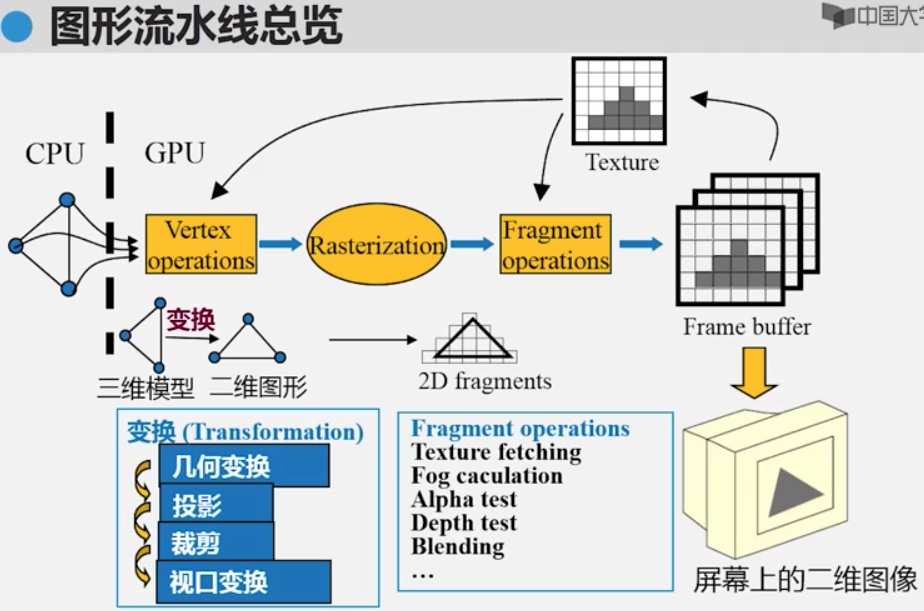 图形流水线总览
中国大学
Texture
CPU
GPU
Vertex
operations
Rasterization
Fragment
operations
Frame buffer
变换
三维模型
二维图形
2D fragments
变换 (Transformation)
几何变换
投影
裁剪
视口变换
Fragment operations
Texture fetching
Fog caculation
Alpha test
Depth test
Blending
...
屏幕上的二维图像